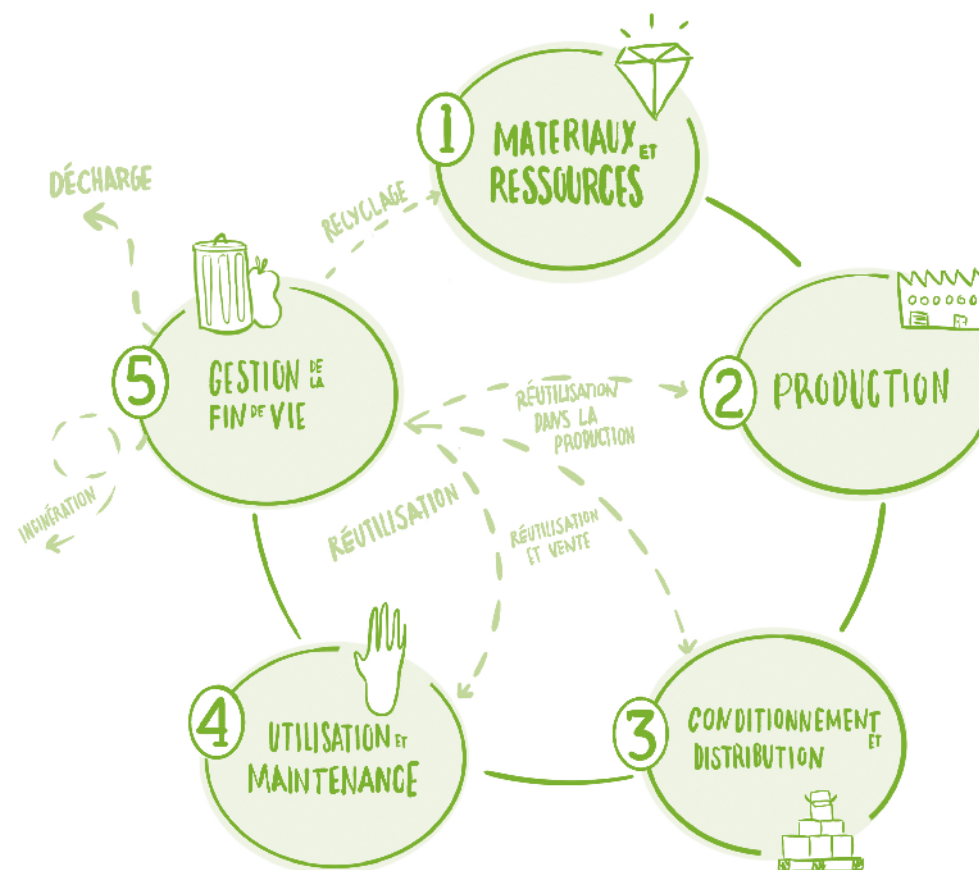 1
MATERIAUX ET
RESSOURCES
DÉCHARGE
RECYCLAGE
5
GESTION DE LA
FIN DE VIE
2
PRODUCTION
RÉUTILISATION
DANS LA
PRODUCTION
INCINÉRATION
RÉUTILISATION
RÉUTILISATION
ET VENTE
4
UTILISATION ET
MAINTENANCE
3
CONDITIONNEMENT ET
DISTRIBUTION